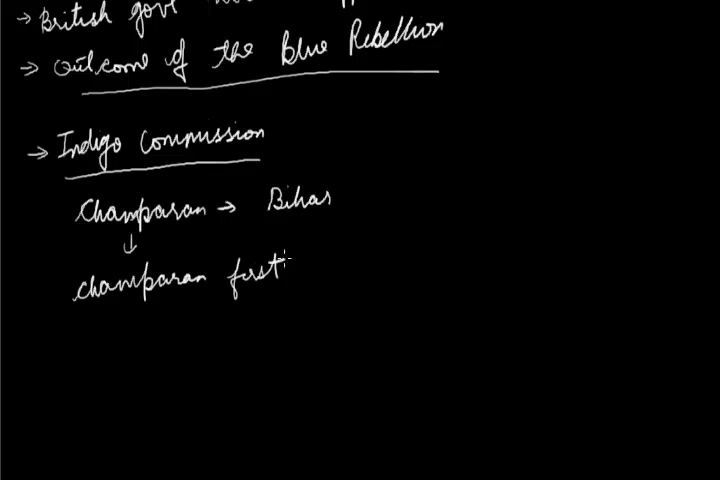 → British govt
→ Outcome of the Blue Rebellion
→ Indigo Commission
Champaran → Bihar
↓
Champaran first